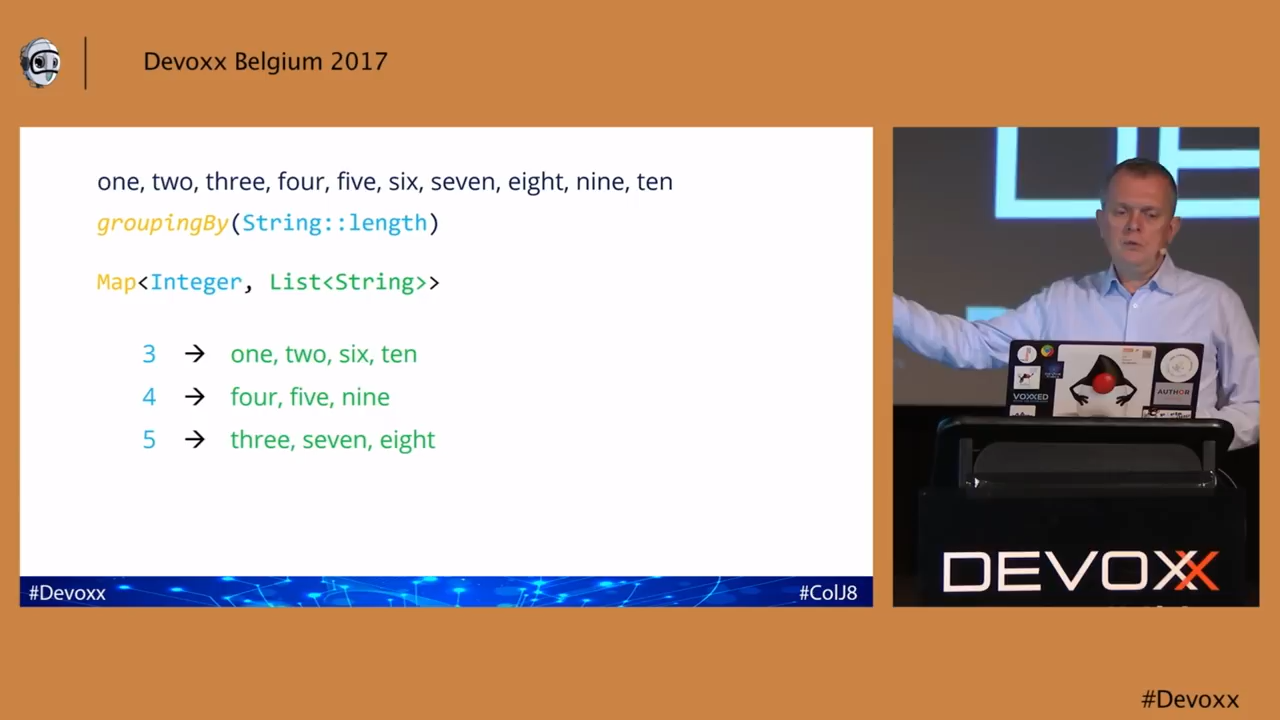 Devoxx Belgium 2017
one, two, three, four, five, six, seven, eight, nine, ten
groupingBy(String::length)
Map<Integer, List<String>>
3 → one, two, six, ten
4 → four, five, nine
5 → three, seven, eight
#Devoxx
#ColJ8
VOXXED
AUTHOR
DEVOXX
#Devoxx